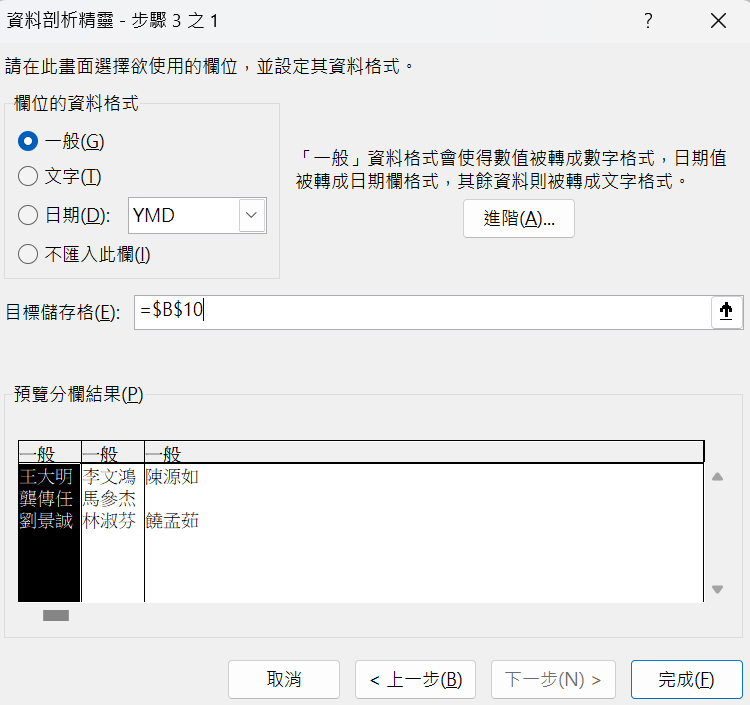 資料剖析精靈 - 步驟 3 之 1
?
請在此畫面選擇欲使用的欄位，並設定其資料格式。
欄位的資料格式
一般(G)
文字(T)
日期(D): YMD
不匯入此欄(I)
「一般」資料格式會使得數值被轉成數字格式，日期值
被轉成日期欄格式，其餘資料則被轉成文字格式。
進階(A)...
目標儲存格(E): =$B$10
預覽分欄結果(P)
一般 一般 一般
王大明 李文鴻 陳源如
龔傳任 馬參杰
劉景誠 林淑芬 饒孟茹
取消 < 上一步(B) 下一步(N) > 完成(F)